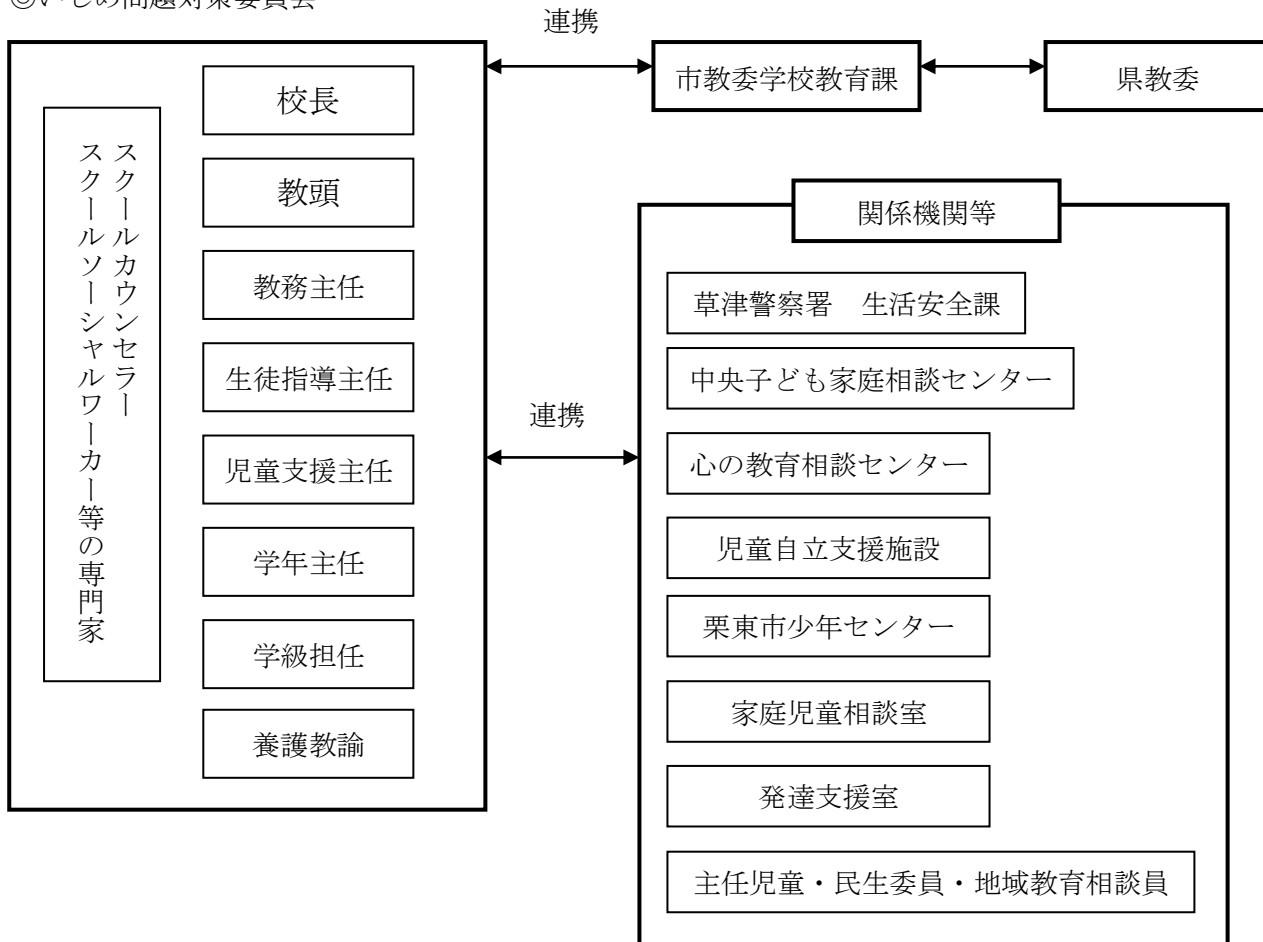 ◎いじめ問題対策委員会
連携
校長
教頭
教務主任
生徒指導主任
児童支援主任
学年主任
学級担任
養護教諭
スクールカウンセラー
スクールソーシャルワーカー等の専門家
市教委学校教育課
県教委
連携
関係機関等
草津警察署 生活安全課
中央子ども家庭相談センター
心の教育相談センター
児童自立支援施設
栗東市少年センター
家庭児童相談室
発達支援室
主任児童・民生委員・地域教育相談員